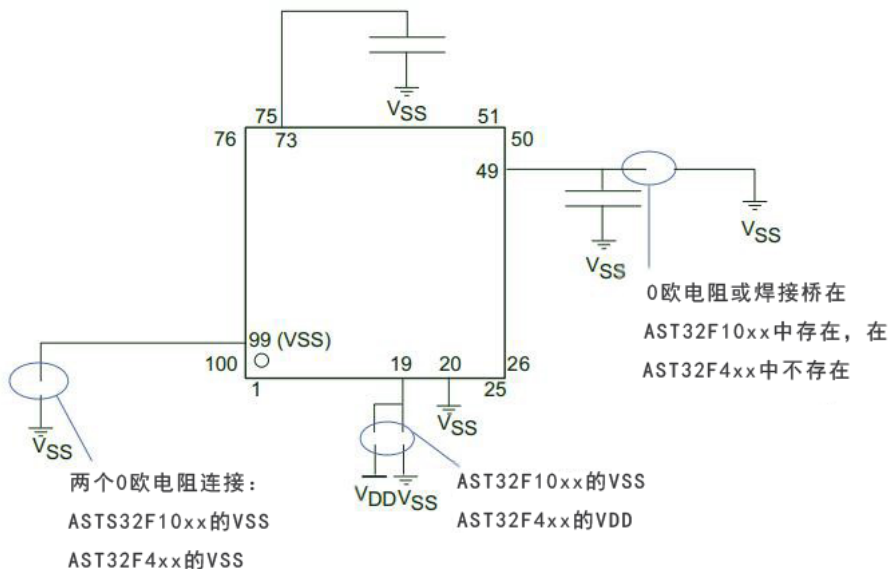 VSS
75
51
76
73
50
49
VSS
VSS
0欧电阻或焊接桥在
AST32F10xx中存在，在
AST32F4xx中不存在
99 (VSS)
100
19
20
26
1
25
VSS
VSS
VDD
VSS
两个0欧电阻连接：
ASTS32F10xx的VSS
AST32F4xx的VSS
AST32F10xx的VSS
AST32F4xx的VDD